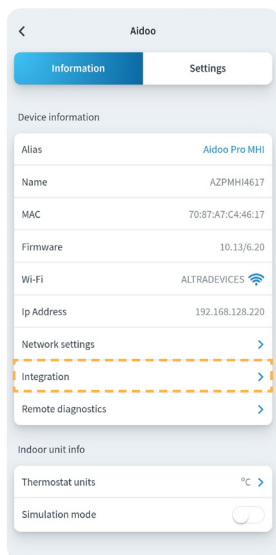 Aidoo
Information Settings
Device information
Alias Aidoo Pro MHI
Name AZPMHI4617
MAC 70:87:A7:C4:46:17
Firmware 10.13/6.20
Wi-Fi ALTRADEVICES
Ip Address 192.168.128.220
Network settings
Integration
Remote diagnostics
Indoor unit info
Thermostat units °C
Simulation mode